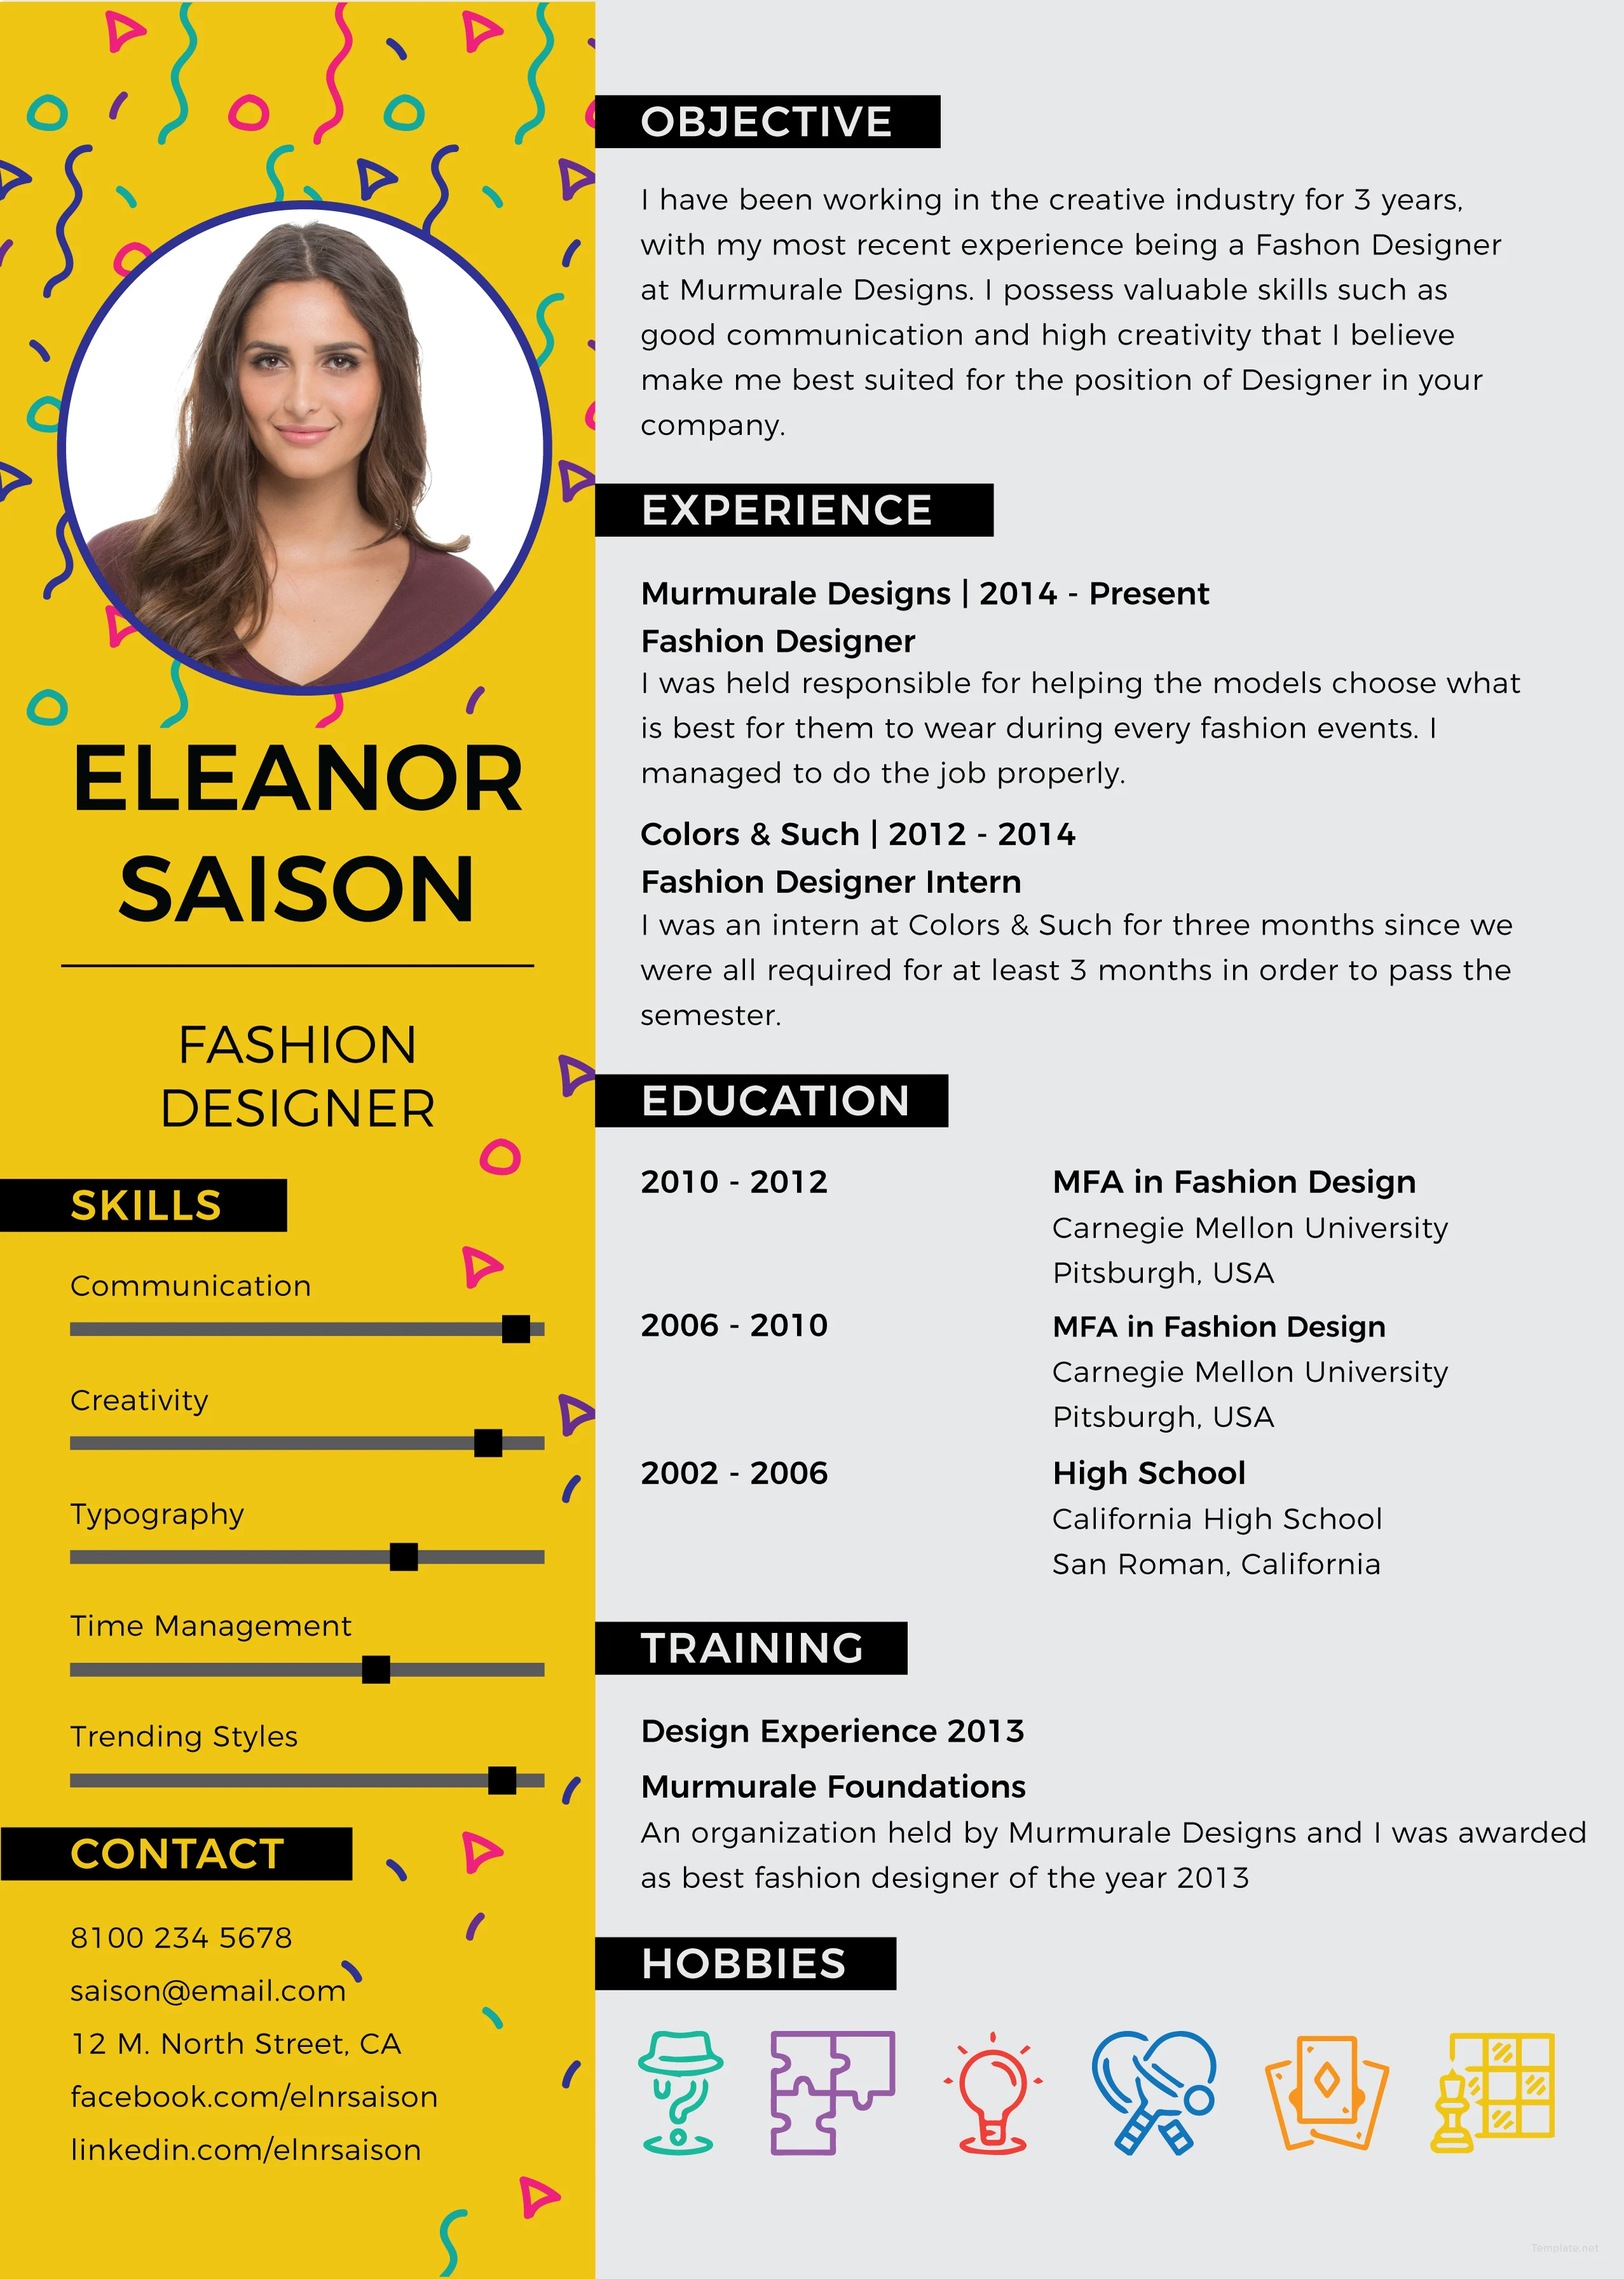 ELEANOR
SAISON
FASHION
DESIGNER
SKILLS
Communication
Creativity
Typography
Time Management
Trending Styles
CONTACT
8100 234 5678
saison@email.com
12 M. North Street, CA
facebook.com/elnrsaison
linkedin.com/elnrsaison
OBJECTIVE
I have been working in the creative industry for 3 years,
with my most recent experience being a Fashon Designer
at Murmurale Designs. I possess valuable skills such as
good communication and high creativity that I believe
make me best suited for the position of Designer in your
company.
EXPERIENCE
Murmurale Designs | 2014 - Present
Fashion Designer
I was held responsible for helping the models choose what
is best for them to wear during every fashion events. I
managed to do the job properly.
Colors & Such | 2012 - 2014
Fashion Designer Intern
I was an intern at Colors & Such for three months since we
were all required for at least 3 months in order to pass the
semester.
EDUCATION
2010 - 2012 MFA in Fashion Design
Carnegie Mellon University
Pitsburgh, USA
2006 - 2010 MFA in Fashion Design
Carnegie Mellon University
Pitsburgh, USA
2002 - 2006 High School
California High School
San Roman, California
TRAINING
Design Experience 2013
Murmurale Foundations
An organization held by Murmurale Designs and I was awarded
as best fashion designer of the year 2013
HOBBIES
Template.net